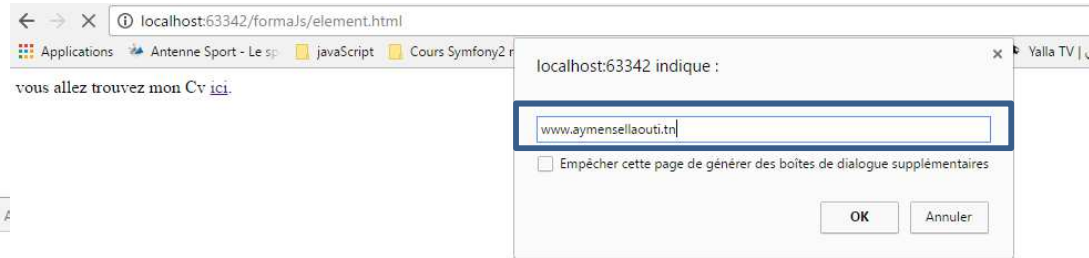 localhost:63342/formaJs/element.html
Applications Antenne Sport - Le sp javaScript Cours Symfony2 Yalla TV |
localhost:63342 indique :
vous allez trouvez mon Cv ici.
www.aymensellaouti.tn
Empêcher cette page de générer des boîtes de dialogue supplémentaires
OK Annuler